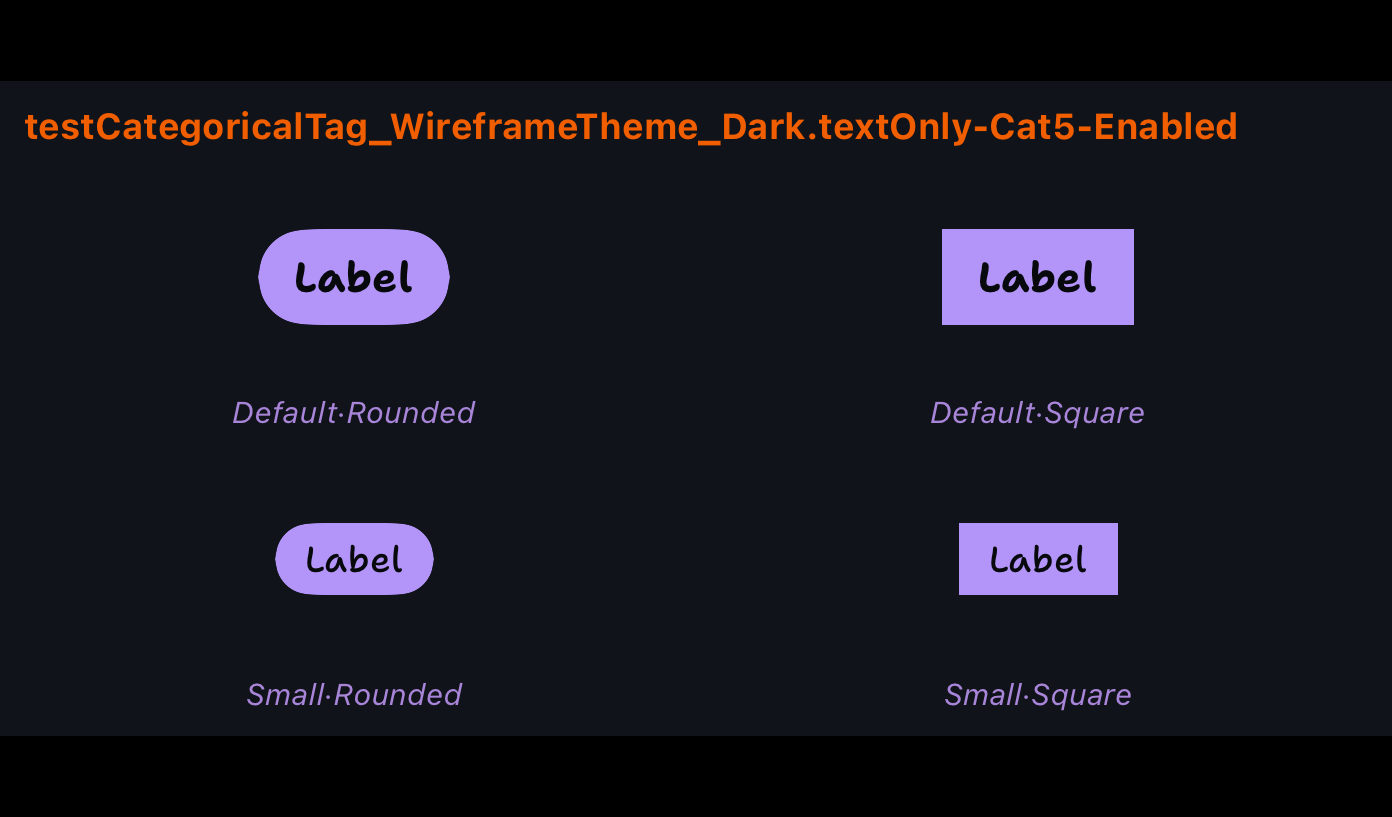 testCategoricalTag_WireframeTheme_Dark.textOnly-Cat5-Enabled
Label
Label
Default·Rounded
Default·Square
Label
Label
Small·Rounded
Small·Square